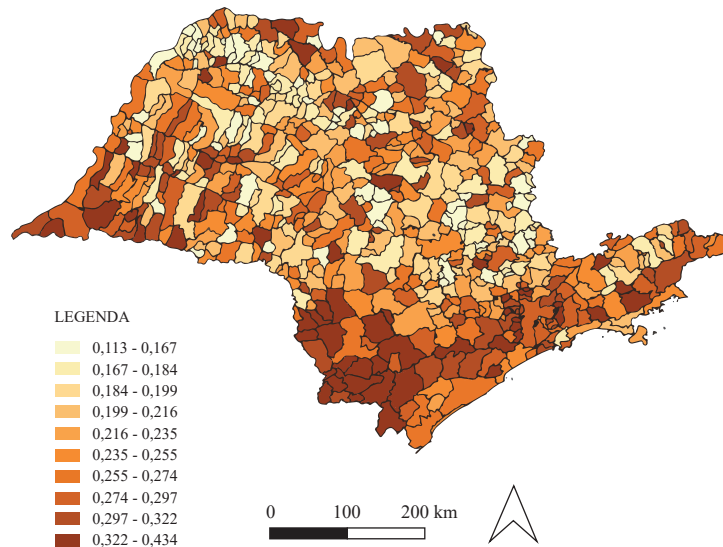 LEGENDA
0,113 - 0,167
0,167 - 0,184
0,184 - 0,199
0,199 - 0,216
0,216 - 0,235
0,235 - 0,255
0,255 - 0,274
0,274 - 0,297
0,297 - 0,322
0,322 - 0,434
0 100 200 km